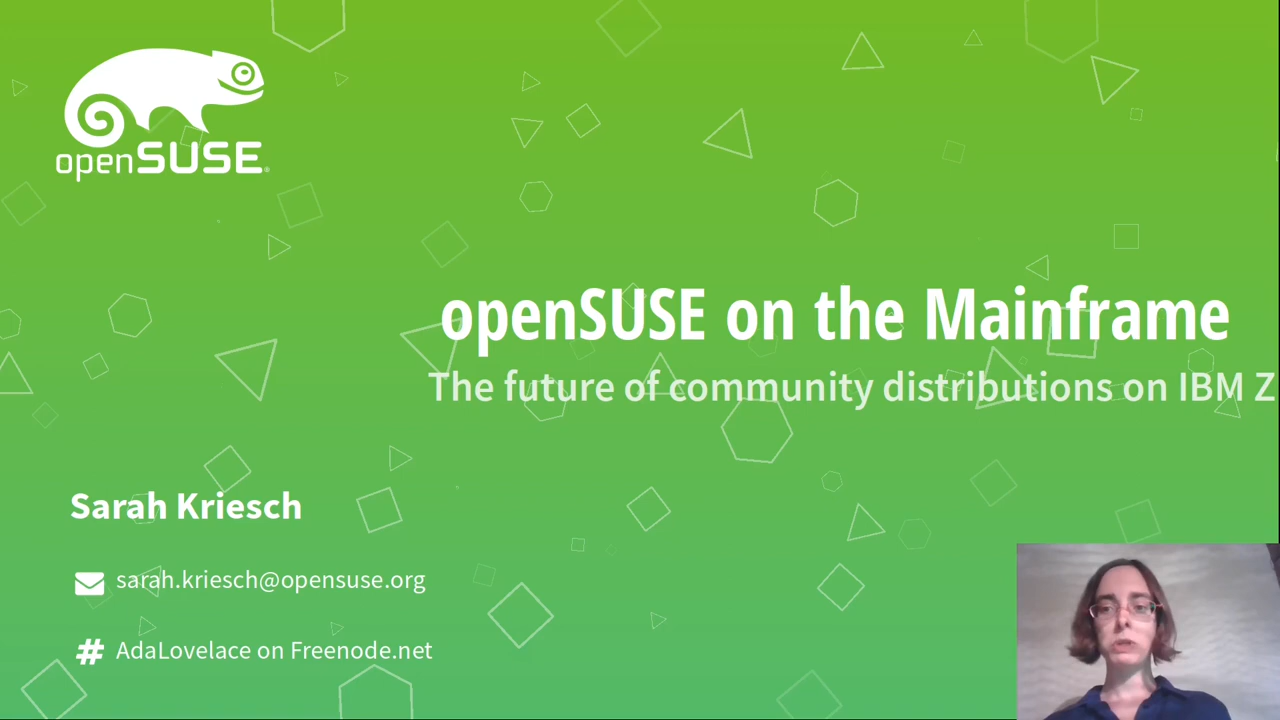 openSUSE®
openSUSE on the Mainframe
The future of community distributions on IBM Z
Sarah Kriesch
sarah.kriesch@opensuse.org
# AdaLovelace on Freenode.net